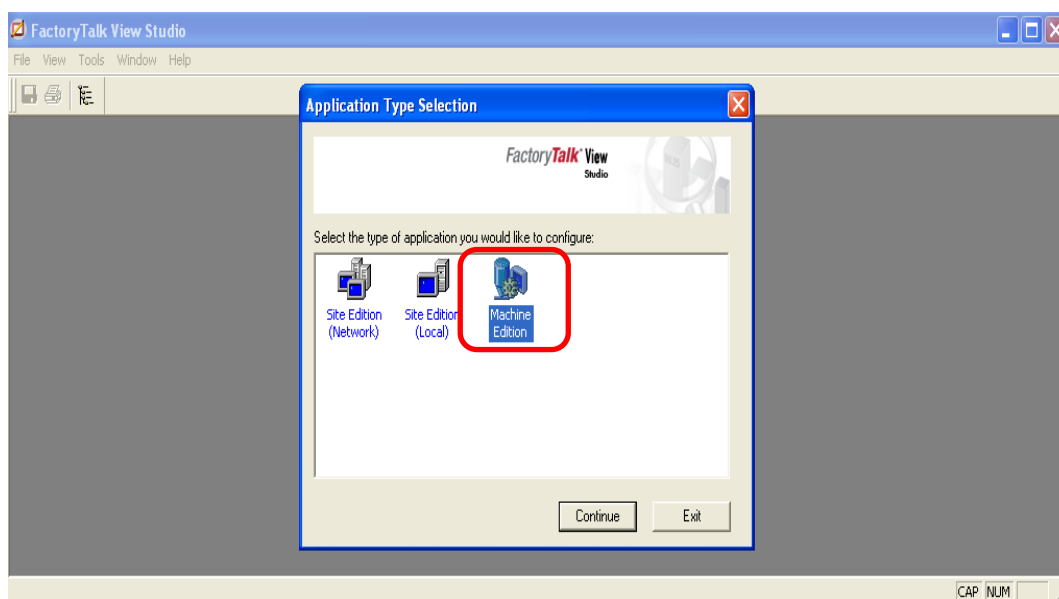 FactoryTalk View Studio
File View Tools Window Help
Application Type Selection
FactoryTalk View
Studio
Select the type of application you would like to configure:
Site Edition
(Network)
Site Edition
(Local)
Machine
Edition
Continue
Exit
CAP NUM